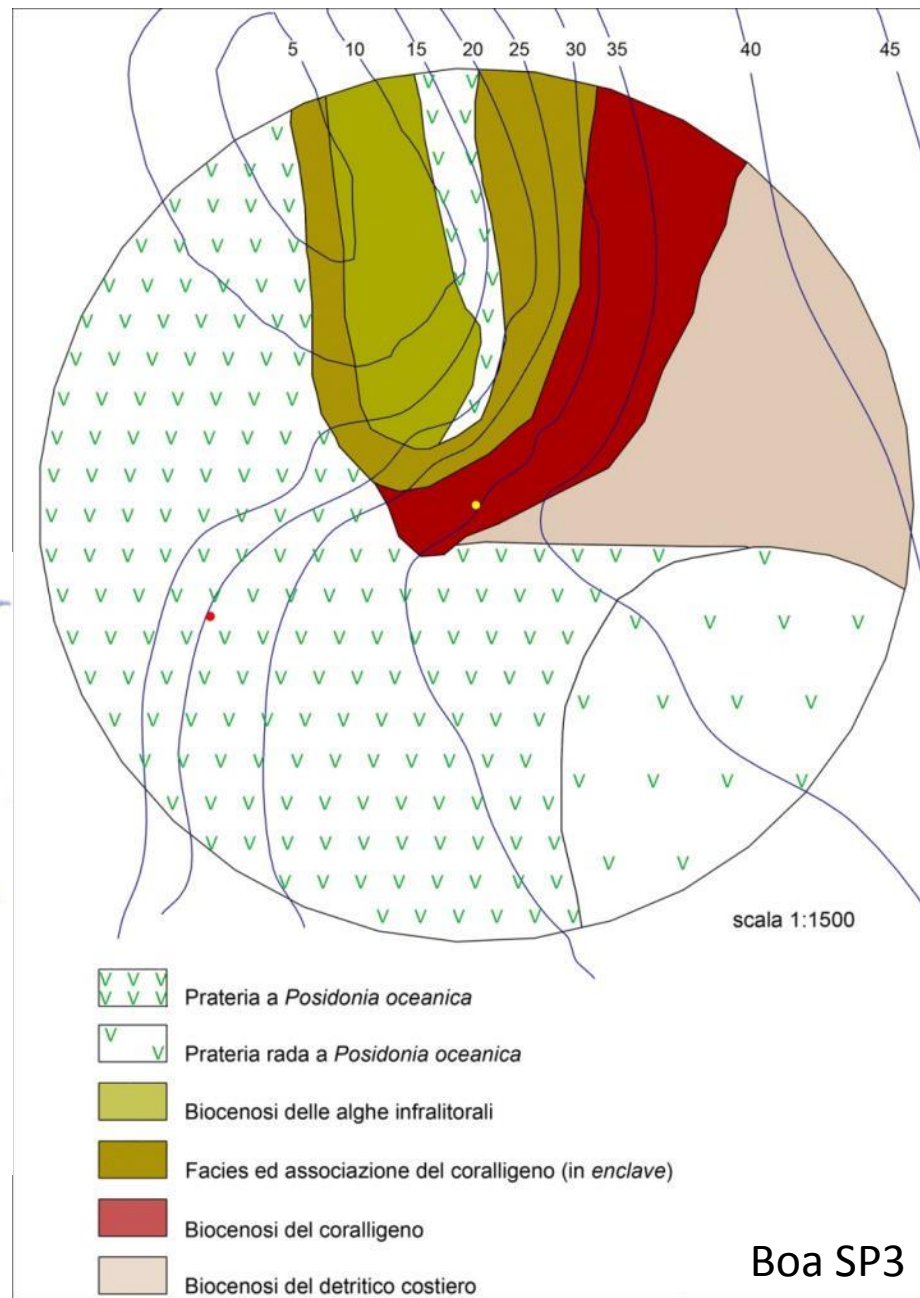 5 10 15 20 25 30 35 40 45
scala 1:1500
Prateria a Posidonia oceanica
Prateria rada a Posidonia oceanica
Biocenosi delle alghe infralitorali
Facies ed associazione del coralligeno (in enclave)
Biocenosi del coralligeno
Biocenosi del detritico costiero
Boa SP3